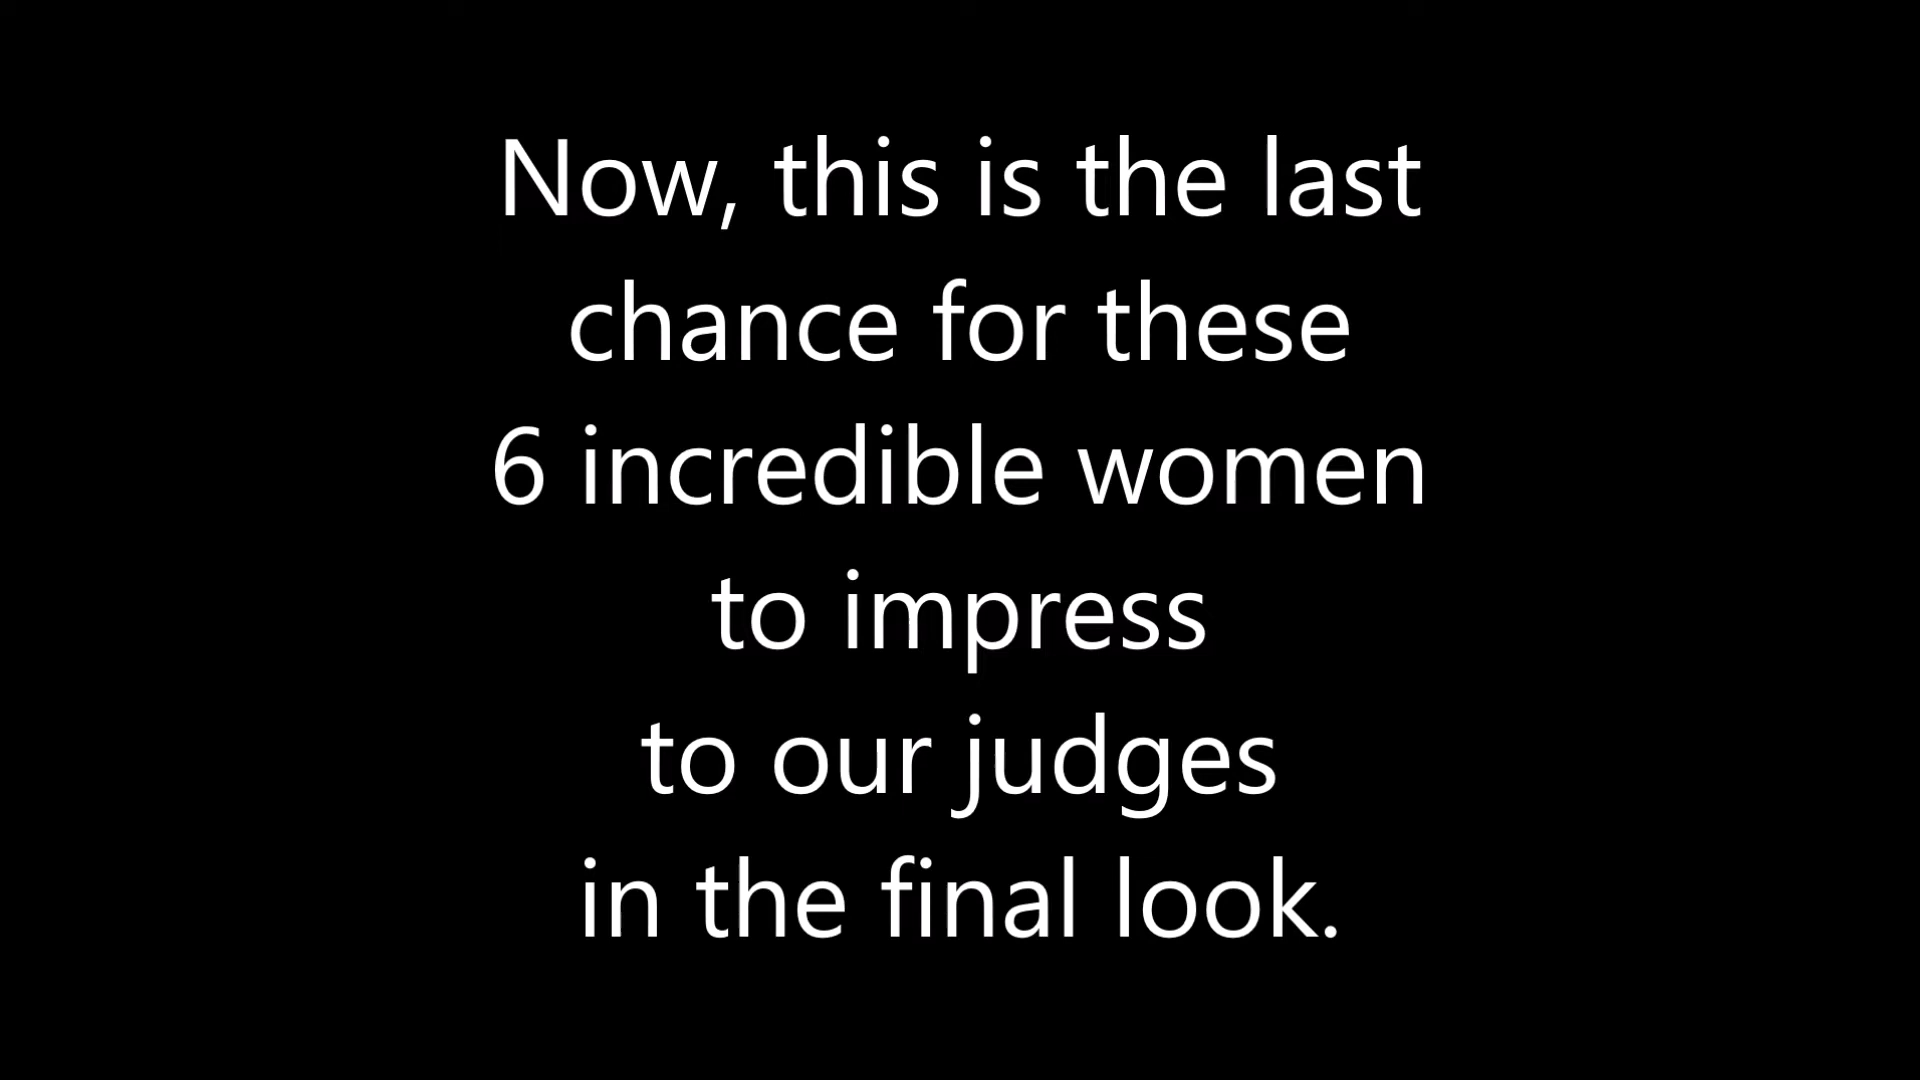 Now, this is the last
chance for these
6 incredible women
to impress
to our judges
in the final look.